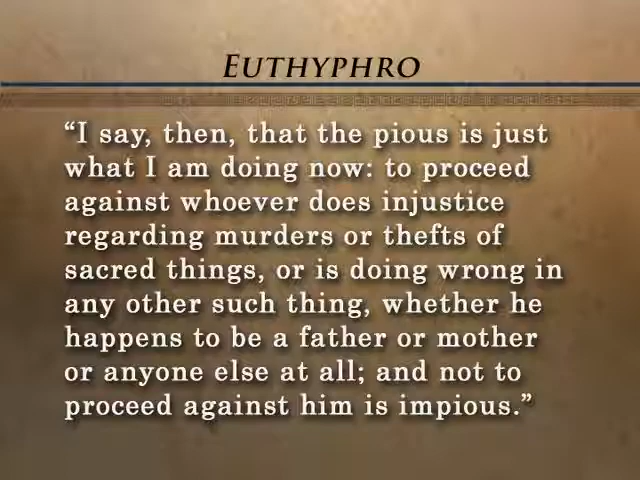 EUTHYPHRO
“I say, then, that the pious is just
what I am doing now: to proceed
against whoever does injustice
regarding murders or thefts of
sacred things, or is doing wrong in
any other such thing, whether he
happens to be a father or mother
or anyone else at all; and not to
proceed against him is impious.”